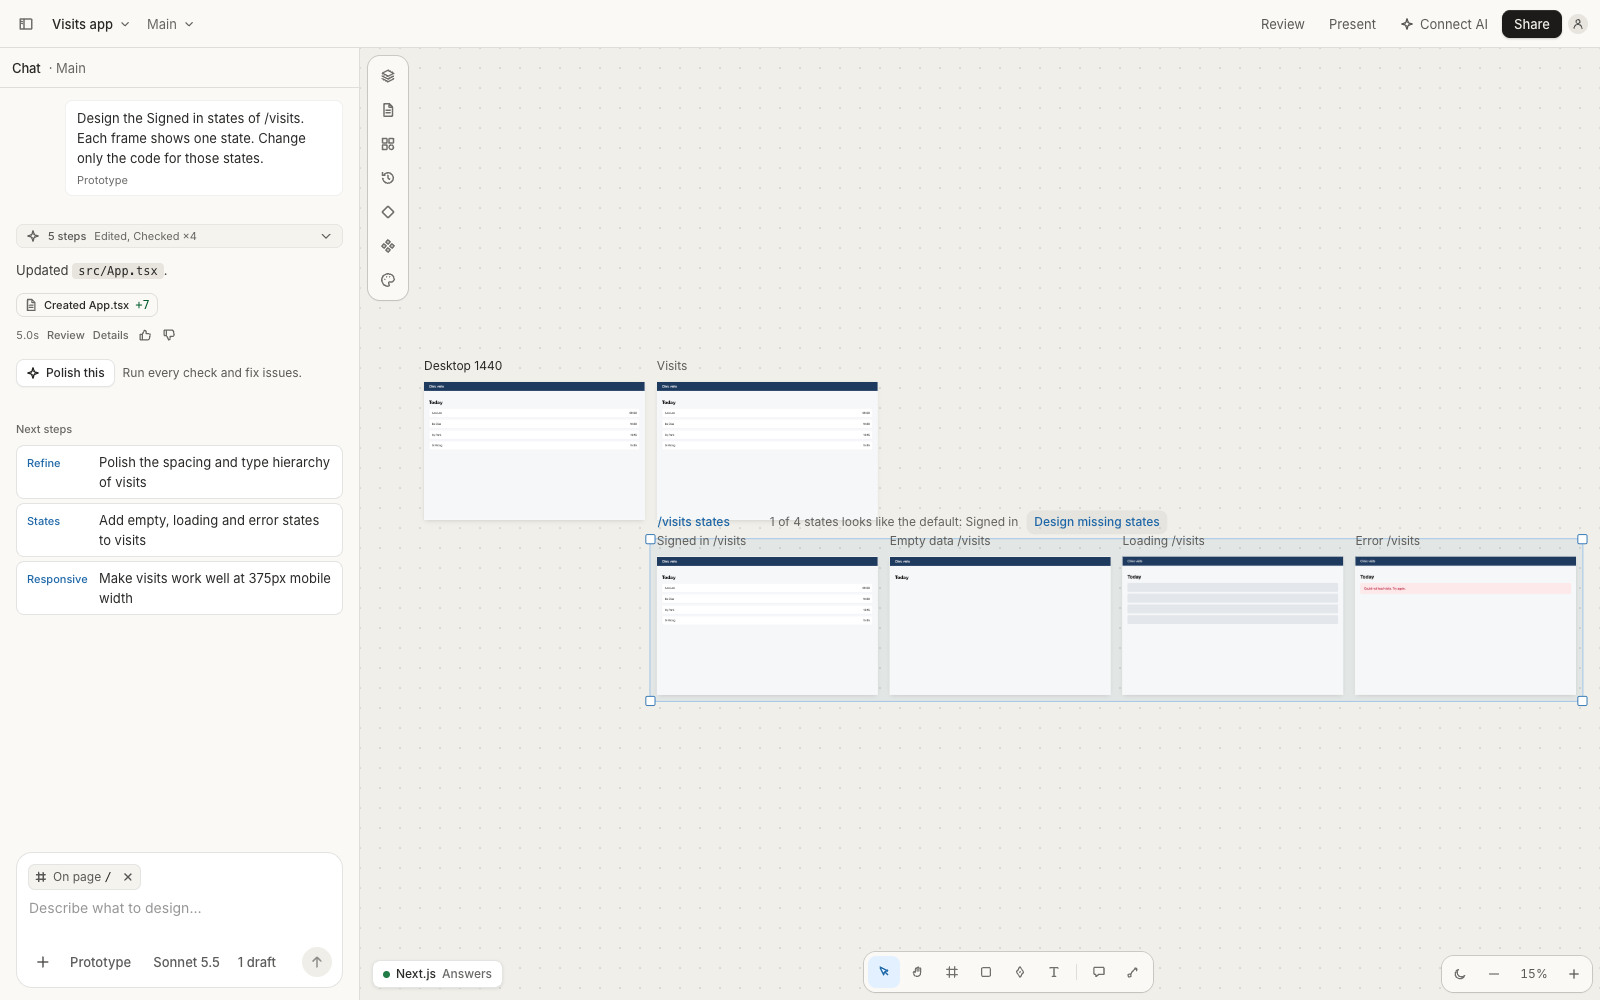 Visits app
Main
Review
Present
Connect AI
Share
Chat · Main
Design the Signed in states of /visits.
Each frame shows one state. Change
only the code for those states.
Prototype
5 steps Edited, Checked ×4
Updated src/App.tsx.
Created App.tsx +7
5.0s Review Details
Polish this Run every check and fix issues.
Next steps
Refine Polish the spacing and type hierarchy
of visits
States Add empty, loading and error states
to visits
Responsive Make visits work well at 375px mobile
width
On page /
Describe what to design...
Prototype Sonnet 5.5 1 draft
Desktop 1440
Today
Visits
Today
/visits states 1 of 4 states looks like the default: Signed in Design missing states
Signed in /visits
Today
Empty data /visits
Today
Loading /visits
Today
Error /visits
Today
Next.js Answers
15%